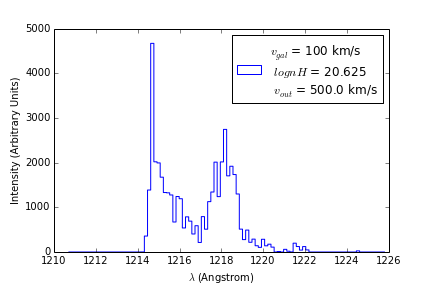 5000
4000
3000
2000
1000
0
1210 1212 1214 1216 1218 1220 1222 1224 1226
Intensity (Arbitrary Units)
λ (Angstrom)
v_gal = 100 km/s
lognH = 20.625
v_out = 500.0 km/s